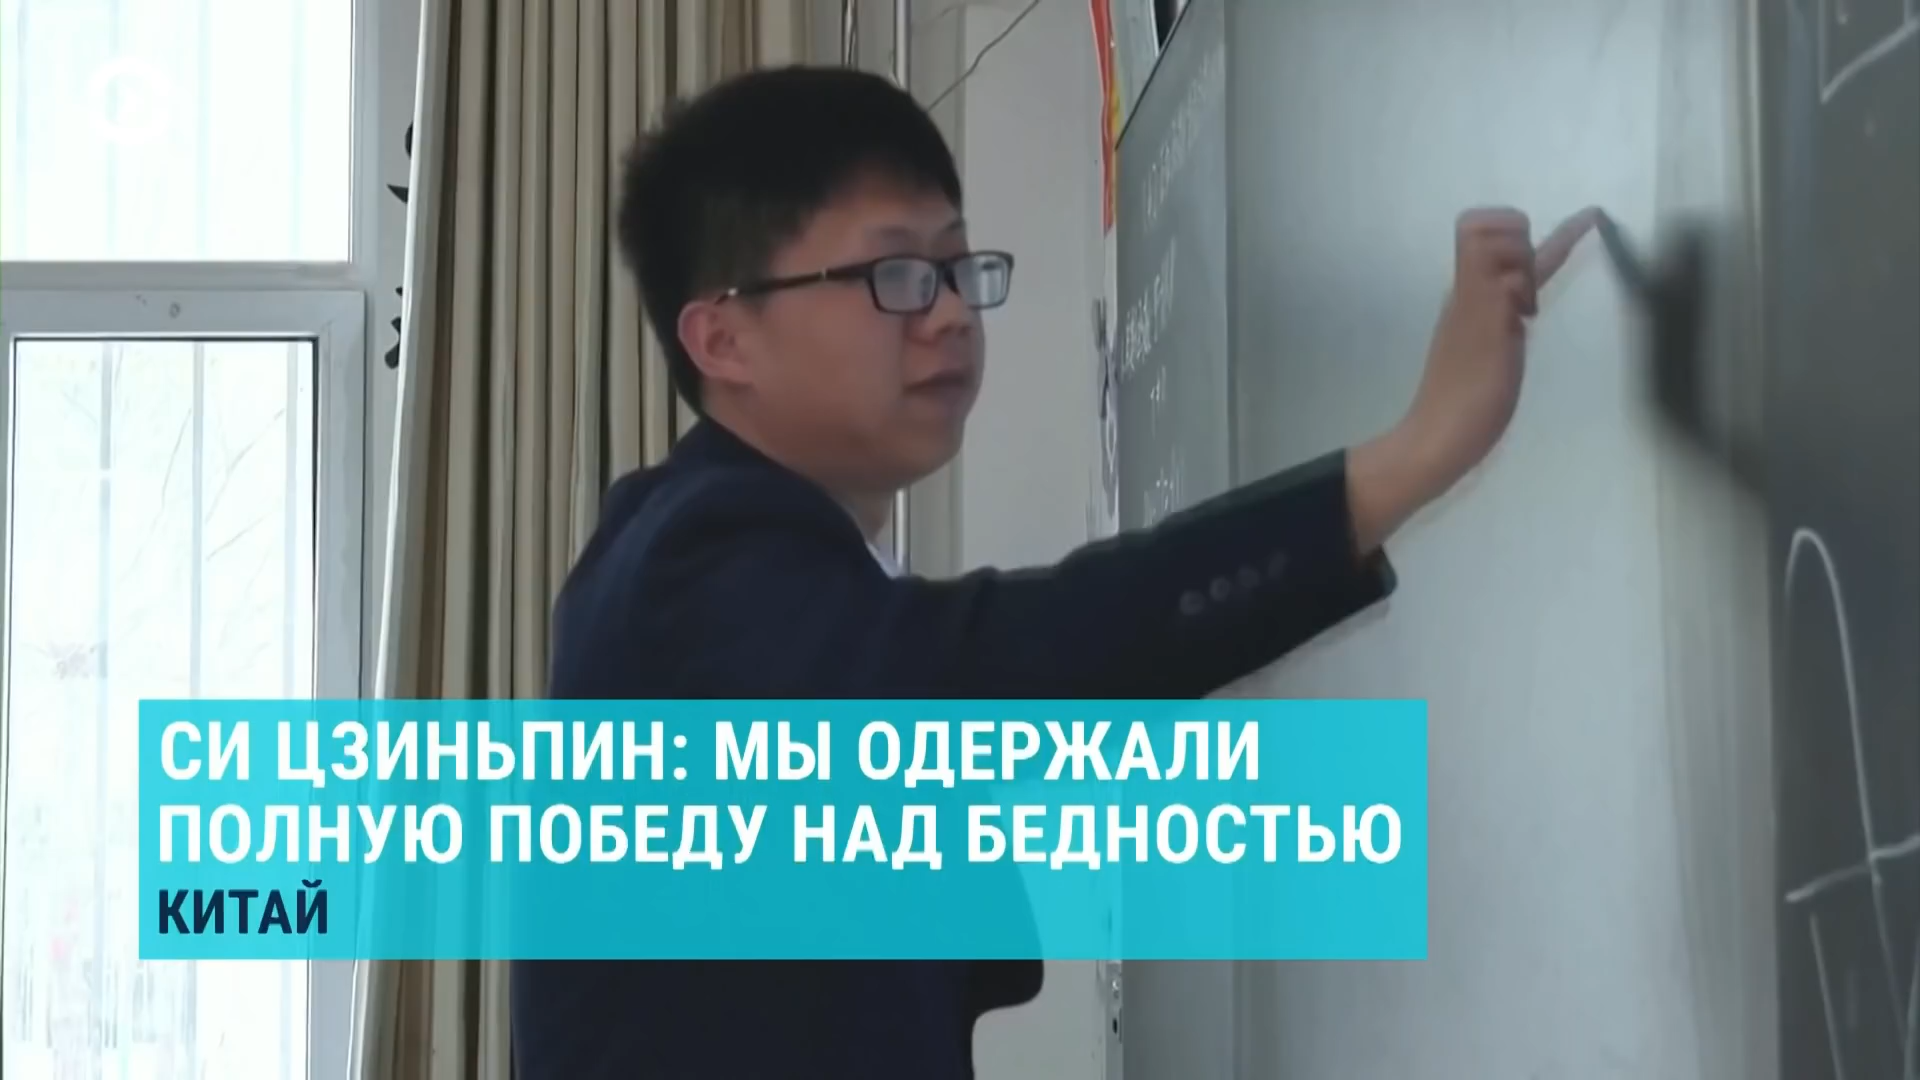 СИ ЦЗИНЬПИН: МЫ ОДЕРЖАЛИ
ПОЛНУЮ ПОБЕДУ НАД БЕДНОСТЬЮ
КИТАЙ